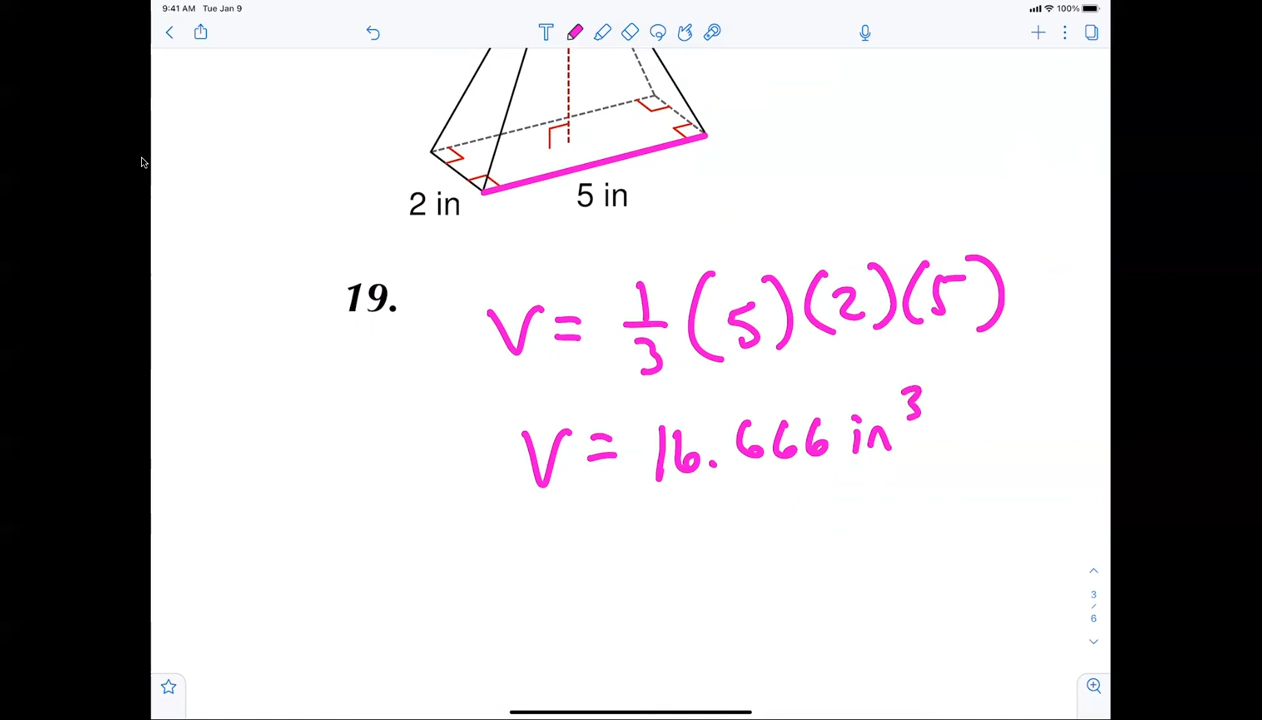 9:41 AM Tue Jan 9
100%
2 in
5 in
19.
V = 1/3 (5)(2)(5)
V = 16.666 in³
3
/
6